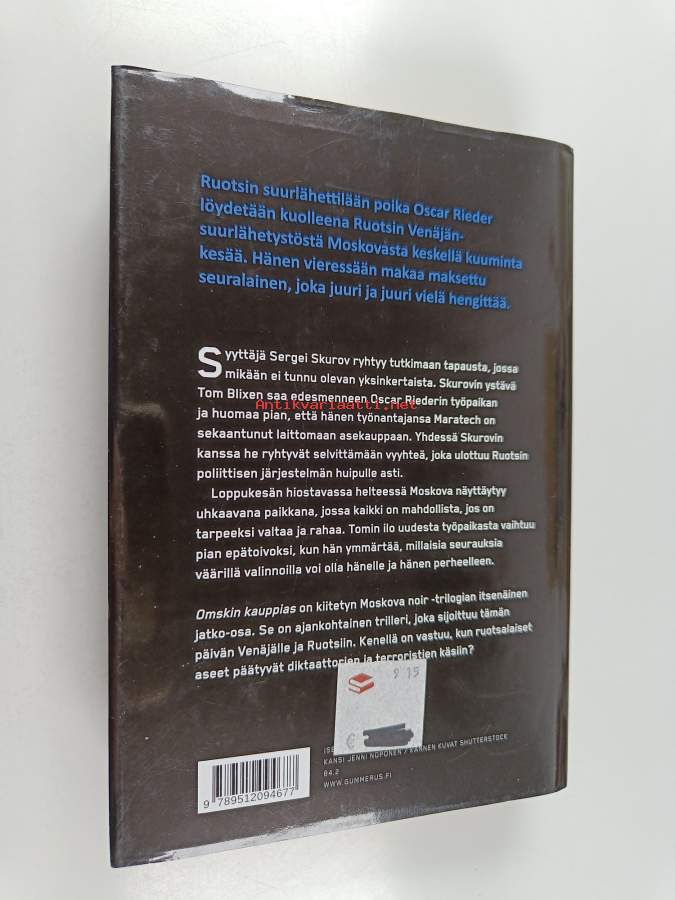 Ruotsin suurlähettilään poika Oscar Rieder
löydetään kuolleena Ruotsin Venäjän-
suurlähetystöstä Moskovasta keskellä kuuminta
kesää. Hänen vieressään makaa maksettu
seuralainen, joka juuri ja juuri vielä hengittää.
Syyttäjä Sergei Skurov ryhtyy tutkimaan tapausta, jossa
mikään ei tunnu olevan yksinkertaista. Skurovin ystävä
Tom Blixen saa edesmenneen Oscar Riederin työpaikan
Antikvariaatti.net
ja huomaa pian, että hänen työnantajansa Maratech on
sekaantunut laittomaan asekauppaan. Yhdessä Skurovin
kanssa he ryhtyvät selvittämään vyyhteä, joka ulottuu Ruotsin
poliittisen järjestelmän huipulle asti.
Loppukesän hiostavassa helteessä Moskova näyttäytyy
uhkaavana paikkana, jossa kaikki on mahdollista, jos on
tarpeeksi valtaa ja rahaa. Tomin ilo uudesta työpaikasta vaihtuu
pian epätoivoksi, kun hän ymmärtää, millaisia seurauksia
väärillä valinnoilla voi olla hänelle ja hänen perheelleen.
Omskin kauppias on kiitetyn Moskova noir -trilogian itsenäinen
jatko-osa. Se on ajankohtainen trilleri, joka sijoittuu tämän
päivän Venäjälle ja Ruotsiin. Kenellä on vastuu, kun ruotsalaiset
aseet päätyvät diktaattorien ja terroristien käsiin?
9 15
€
KANSI JENNI NOPONEN / KANNEN KUVAT SHUTTERSTOCK
84.2
WWW.GUMMERUS.FI
9 789512 094677